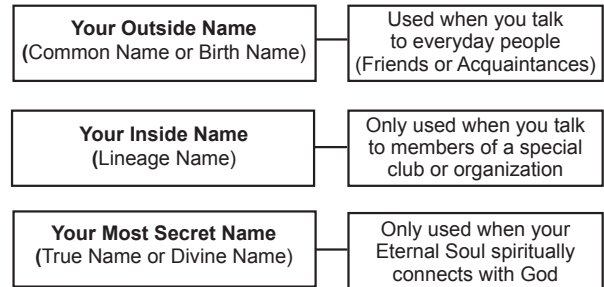 Your Outside Name
(Common Name or Birth Name)
Used when you talk
to everyday people
(Friends or Acquaintances)
Your Inside Name
(Lineage Name)
Only used when you talk
to members of a special
club or organization
Your Most Secret Name
(True Name or Divine Name)
Only used when your
Eternal Soul spiritually
connects with God